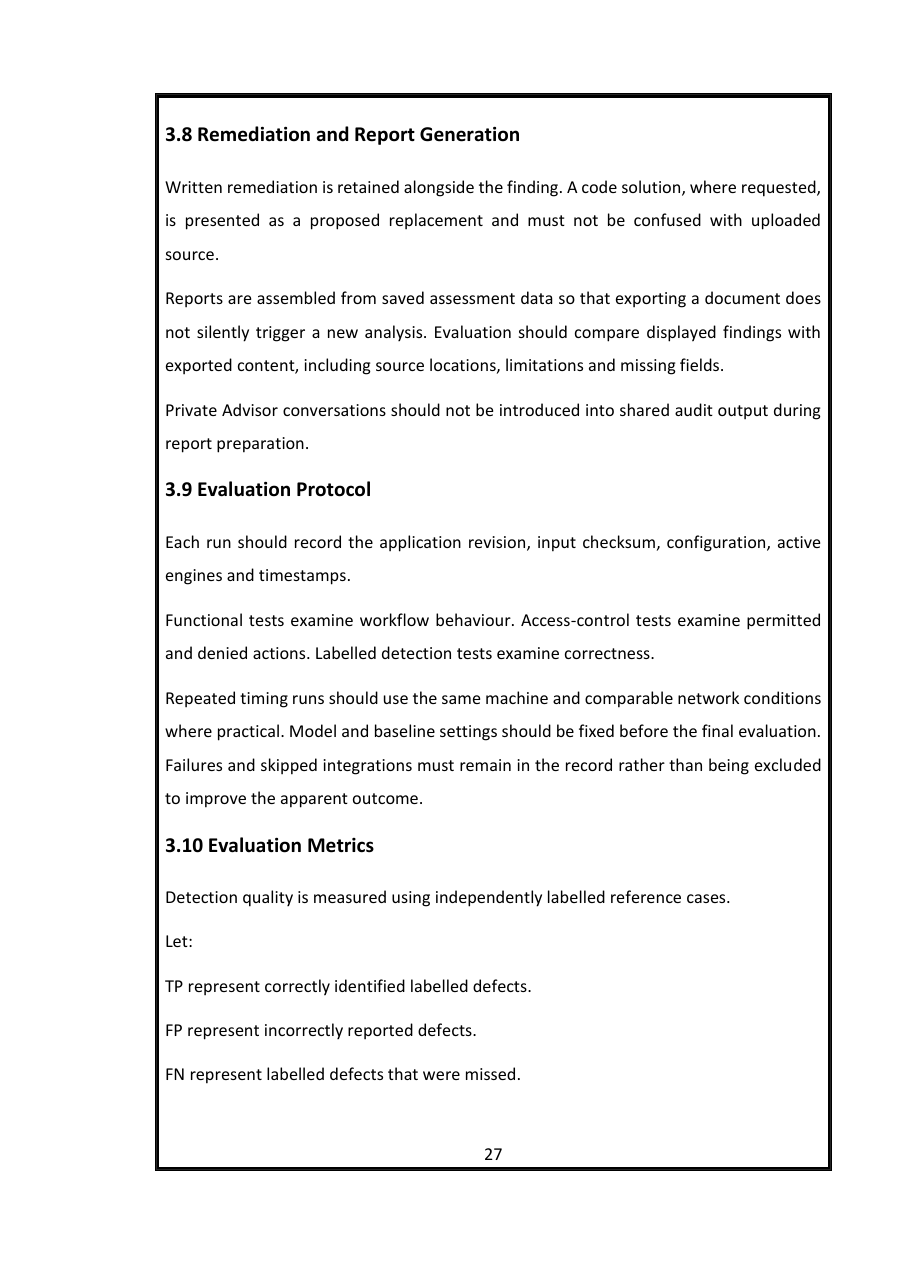 3.8 Remediation and Report Generation
Written remediation is retained alongside the finding. A code solution, where requested,
is presented as a proposed replacement and must not be confused with uploaded
source.
Reports are assembled from saved assessment data so that exporting a document does
not silently trigger a new analysis. Evaluation should compare displayed findings with
exported content, including source locations, limitations and missing fields.
Private Advisor conversations should not be introduced into shared audit output during
report preparation.
3.9 Evaluation Protocol
Each run should record the application revision, input checksum, configuration, active
engines and timestamps.
Functional tests examine workflow behaviour. Access-control tests examine permitted
and denied actions. Labelled detection tests examine correctness.
Repeated timing runs should use the same machine and comparable network conditions
where practical. Model and baseline settings should be fixed before the final evaluation.
Failures and skipped integrations must remain in the record rather than being excluded
to improve the apparent outcome.
3.10 Evaluation Metrics
Detection quality is measured using independently labelled reference cases.
Let:
TP represent correctly identified labelled defects.
FP represent incorrectly reported defects.
FN represent labelled defects that were missed.
27